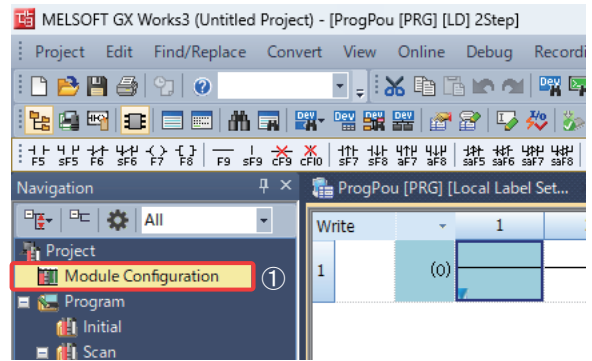 MELSOFT GX Works3 (Untitled Project) - [ProgPou [PRG] [LD] 2Step]
Project Edit Find/Replace Convert View Online Debug Recordi
F5 sF5 F6 sF6 F7 F8 F9 sF9 cF9 cF10 sF7 sF8 aF7 aF8 saF5 saF6 saF7 saF8
Navigation
ProgPou [PRG] [Local Label Set...
All
Write 1
Project
Module Configuration ①
1 (0)
Program
Initial
Scan